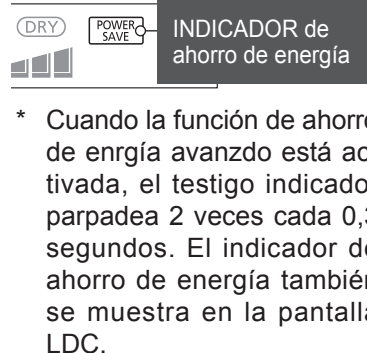 DRY
POWER
SAVE
INDICADOR de
ahorro de energía
* Cuando la función de ahorro
de enrgía avanzdo está ac
tivada, el testigo indicado
parpadea 2 veces cada 0,3
segundos. El indicador de
ahorro de energía también
se muestra en la pantalla
LDC.